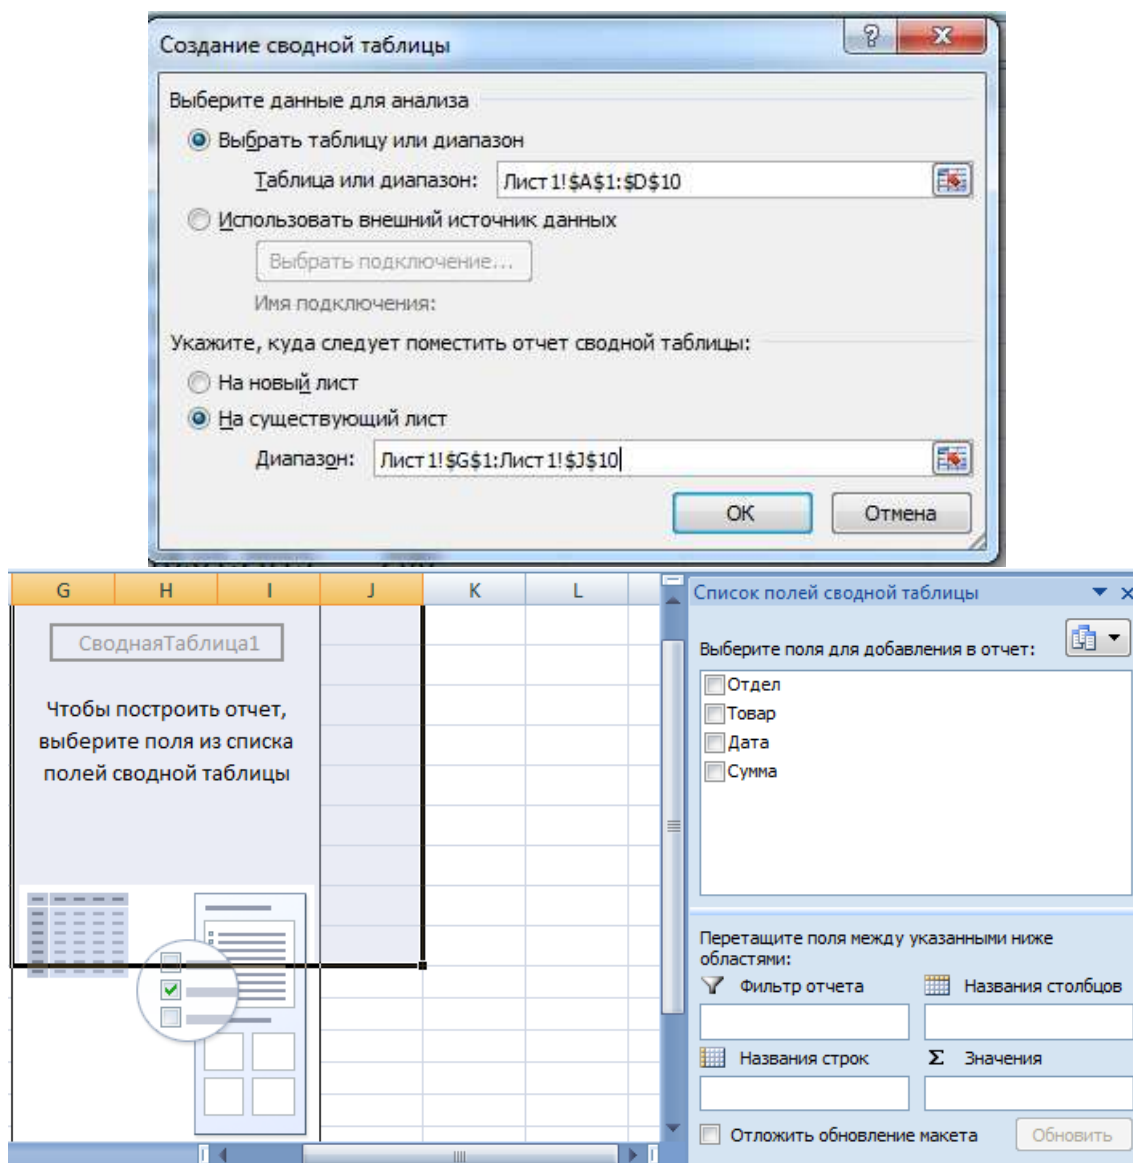 Создание сводной таблицы
Выберите данные для анализа
Выбрать таблицу или диапазон
Таблица или диапазон: Лист1!$A$1:$D$10
Использовать внешний источник данных
Выбрать подключение...
Имя подключения:
Укажите, куда следует поместить отчет сводной таблицы:
На новый лист
На существующий лист
Диапазон: Лист1!$G$1:Лист1!$J$10
ОК Отмена
G H I J K L
СводнаяТаблица1
Чтобы построить отчет,
выберите поля из списка
полей сводной таблицы
Список полей сводной таблицы
Выберите поля для добавления в отчет:
Отдел
Товар
Дата
Сумма
Перетащите поля между указанными ниже
областями:
Фильтр отчета Названия столбцов
Названия строк Σ Значения
Отложить обновление макета Обновить